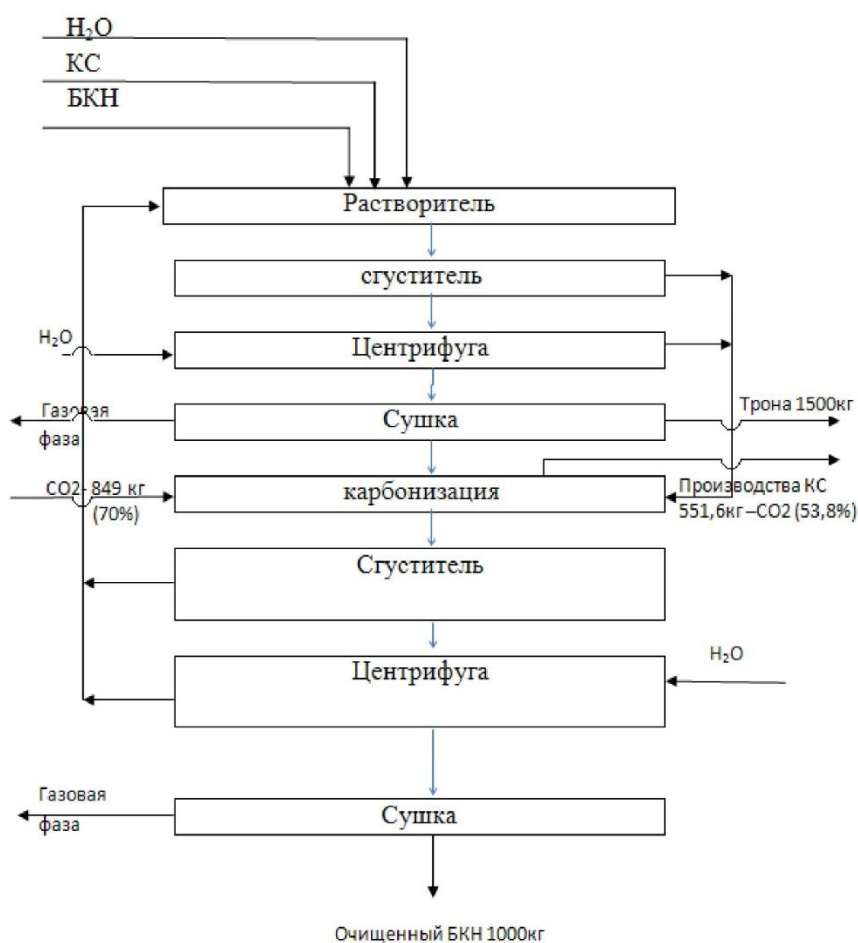 H₂O
КС
БКН
Растворитель
сгуститель
H₂O
Центрифуга
Газовая
фаза
Сушка
Трона 1500кг
CO2- 849 кг
(70%)
карбонизация
Производства КС
551,6кг –CO2 (53,8%)
Сгуститель
Центрифуга
H₂O
Газовая
фаза
Сушка
Очищенный БКН 1000кг